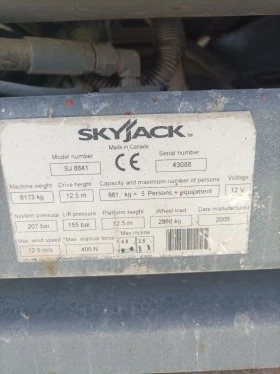 SKYJACK
Made in Canada
CE
Model number Serial number
SJ 8841 43088
Machine weight Drive height Capacity and maximum number of persons Voltage
6173 kg 12.5 m 681 kg = 5 Persons + equipment 12 V
System pressure Lift pressure Platform height Wheel load Date manufactured
207 bar 155 bar 12.5 m 2860 kg 2005
Max. wind speed Max. manual force Max incline
12.5 m/s 400 N